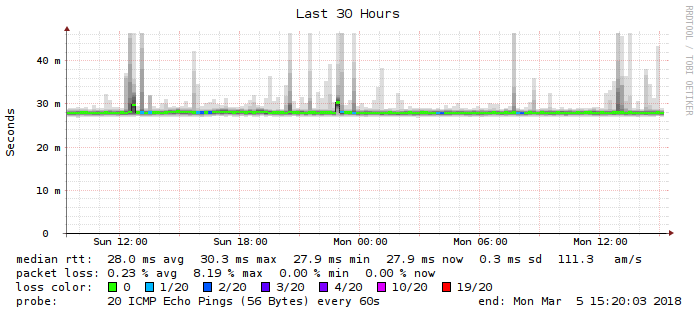 Last 30 Hours
RRDTOOL / TOBI OETIKER
Seconds
40 m
30 m
20 m
10 m
0
Sun 12:00 Sun 18:00 Mon 00:00 Mon 06:00 Mon 12:00
median rtt: 28.0 ms avg 30.3 ms max 27.9 ms min 27.9 ms now 0.3 ms sd 111.3 am/s
packet loss: 0.23 % avg 8.19 % max 0.00 % min 0.00 % now
loss color: 0 1/20 2/20 3/20 4/20 10/20 19/20
probe: 20 ICMP Echo Pings (56 Bytes) every 60s end: Mon Mar 5 15:20:03 2018